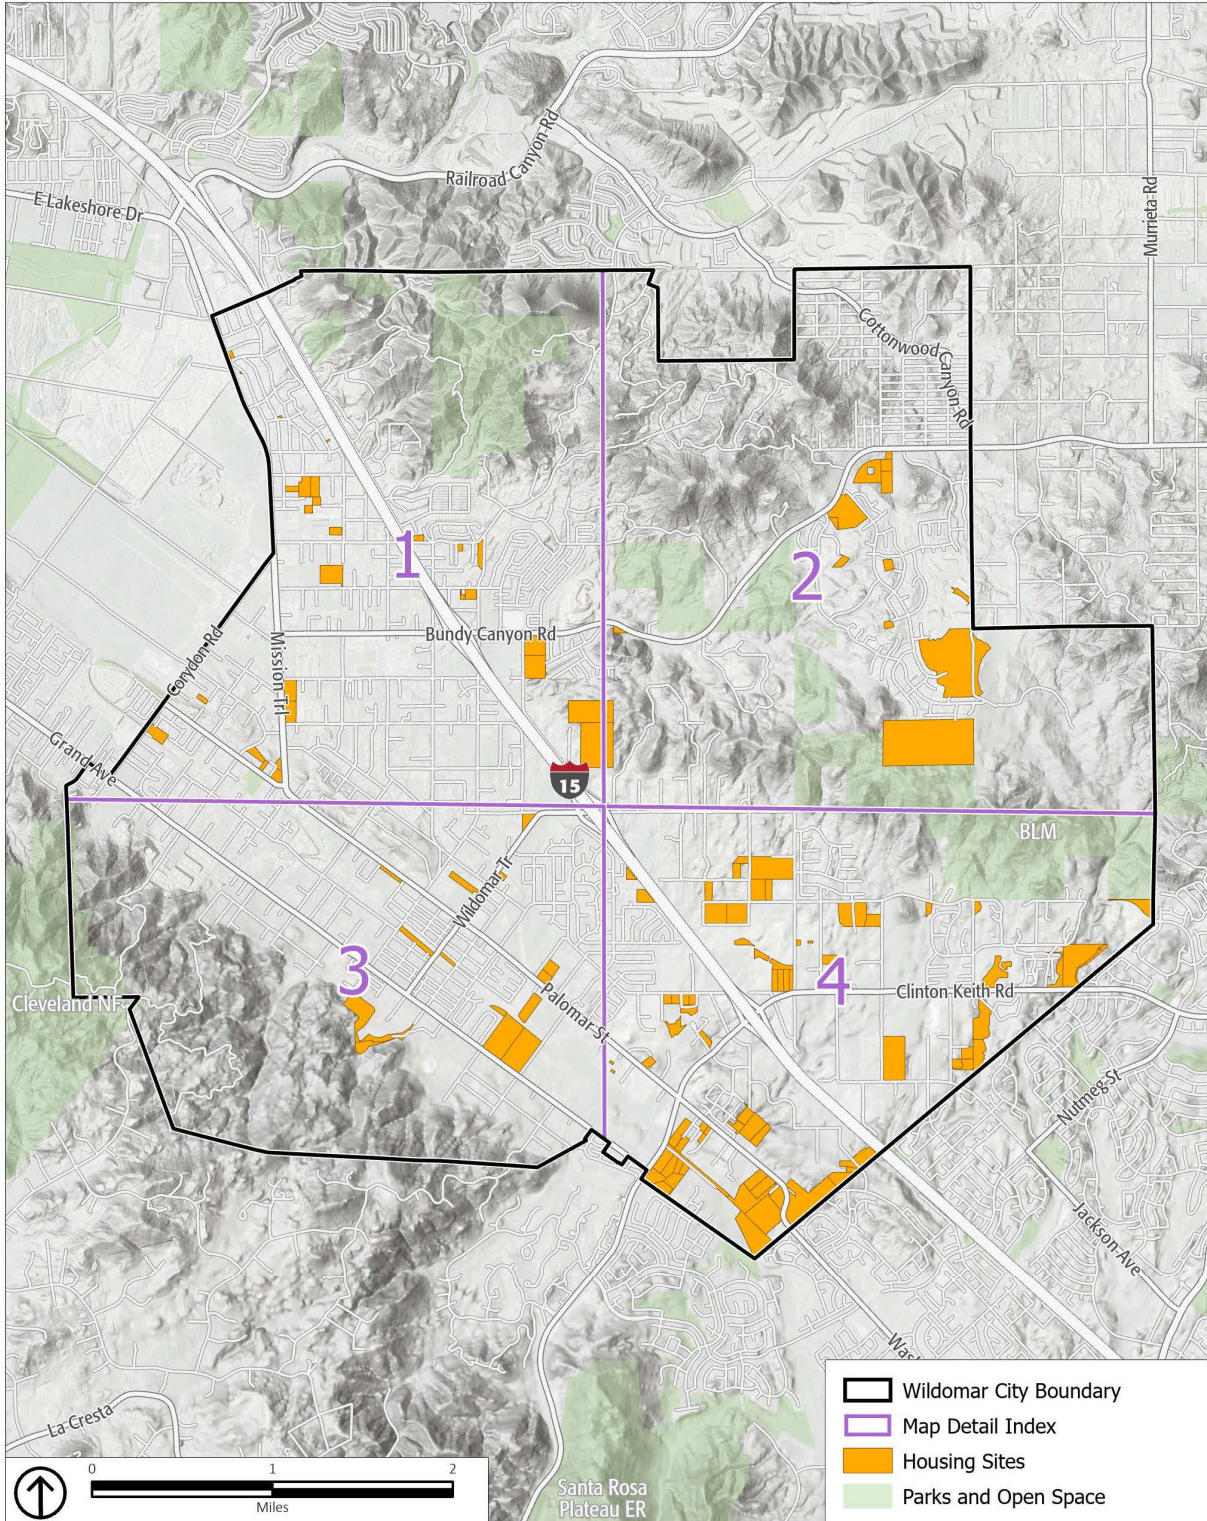 Railroad Canyon Rd
E Lakeshore Dr
Murrieta Rd
Cottonwood Canyon Rd
1
2
Bundy Canyon Rd
Mission Trl
Corydon Rd
Grand Ave
15
BLM
Wildomar Tr
3
4
Cleveland NF
Palomar St
Clinton Keith Rd
Nutmeg St
Jackson Ave
La Cresta
Santa Rosa
Plateau ER
0 1 2
Miles
Wildomar City Boundary
Map Detail Index
Housing Sites
Parks and Open Space